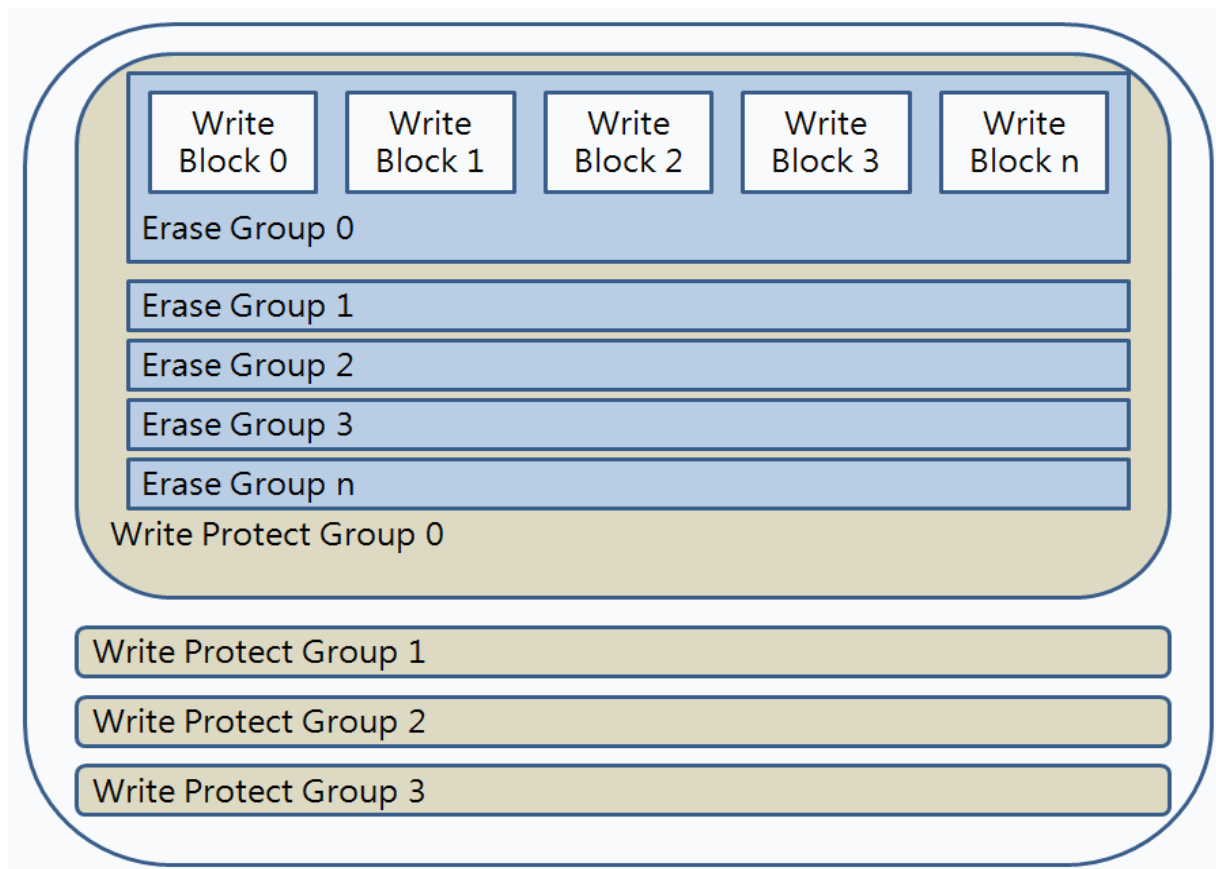 Write
Block 0
Write
Block 1
Write
Block 2
Write
Block 3
Write
Block n
Erase Group 0
Erase Group 1
Erase Group 2
Erase Group 3
Erase Group n
Write Protect Group 0
Write Protect Group 1
Write Protect Group 2
Write Protect Group 3